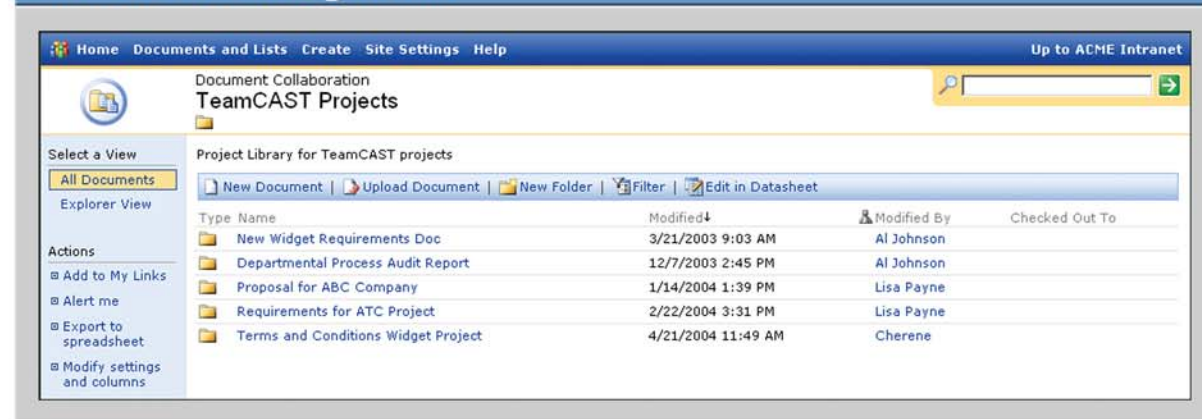 Home Documents and Lists Create Site Settings Help Up to ACME Intranet
Document Collaboration
TeamCAST Projects
Select a View
All Documents
Explorer View
Actions
Add to My Links
Alert me
Export to
spreadsheet
Modify settings
and columns
Project Library for TeamCAST projects
New Document | Upload Document | New Folder | Filter | Edit in Datasheet
Type Name Modified Modified By Checked Out To
New Widget Requirements Doc 3/21/2003 9:03 AM Al Johnson
Departmental Process Audit Report 12/7/2003 2:45 PM Al Johnson
Proposal for ABC Company 1/14/2004 1:39 PM Lisa Payne
Requirements for ATC Project 2/22/2004 3:31 PM Lisa Payne
Terms and Conditions Widget Project 4/21/2004 11:49 AM Cherene